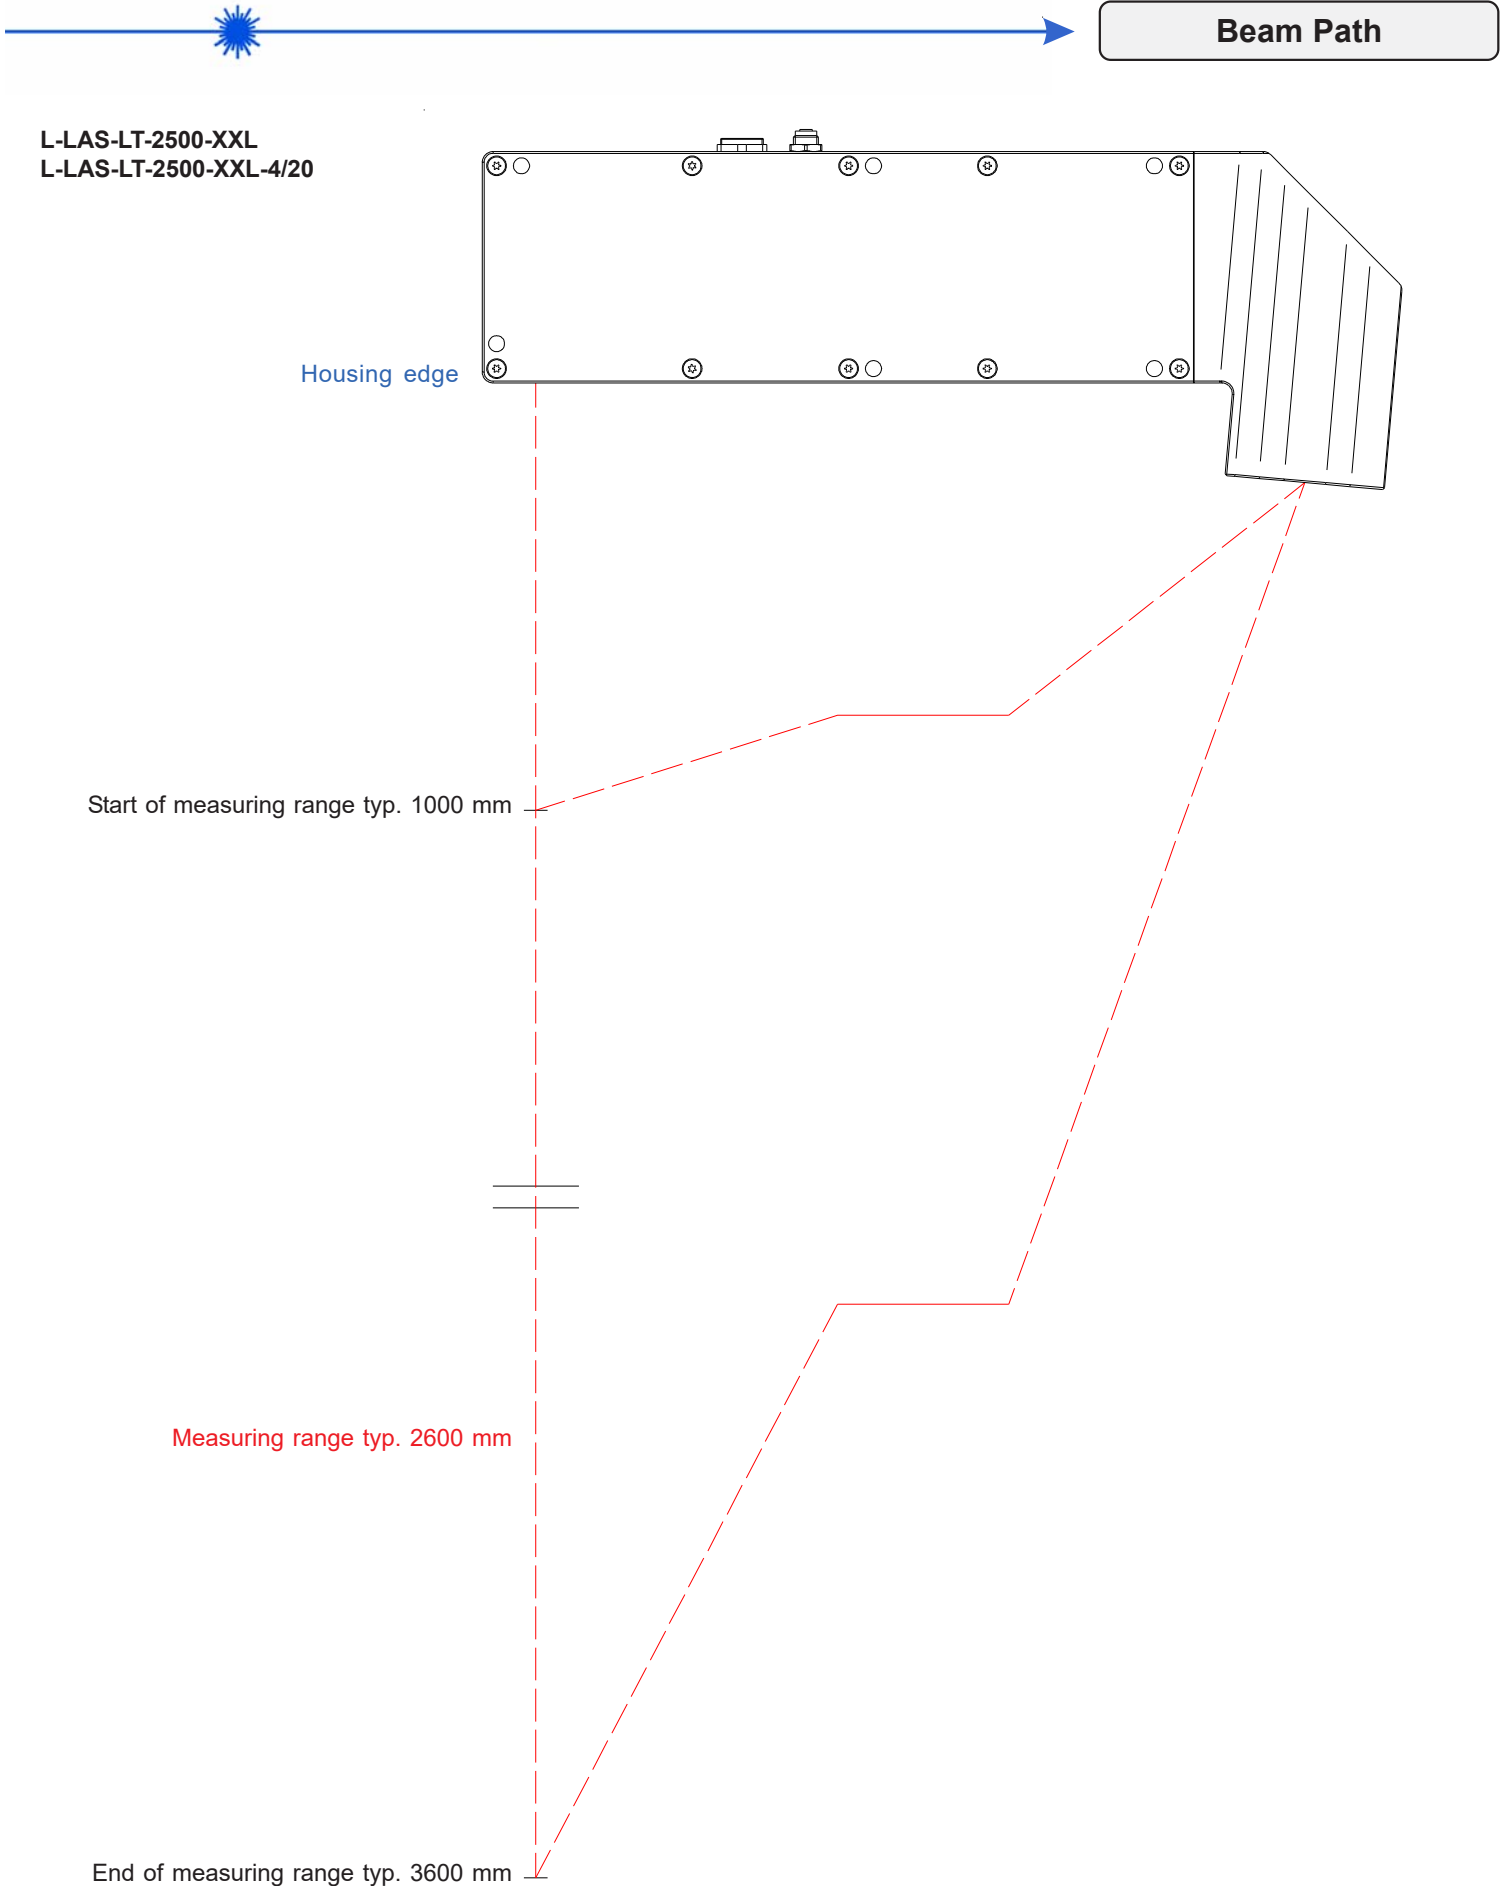 Beam Path
L-LAS-LT-2500-XXL
L-LAS-LT-2500-XXL-4/20
Housing edge
Start of measuring range typ. 1000 mm
Measuring range typ. 2600 mm
End of measuring range typ. 3600 mm